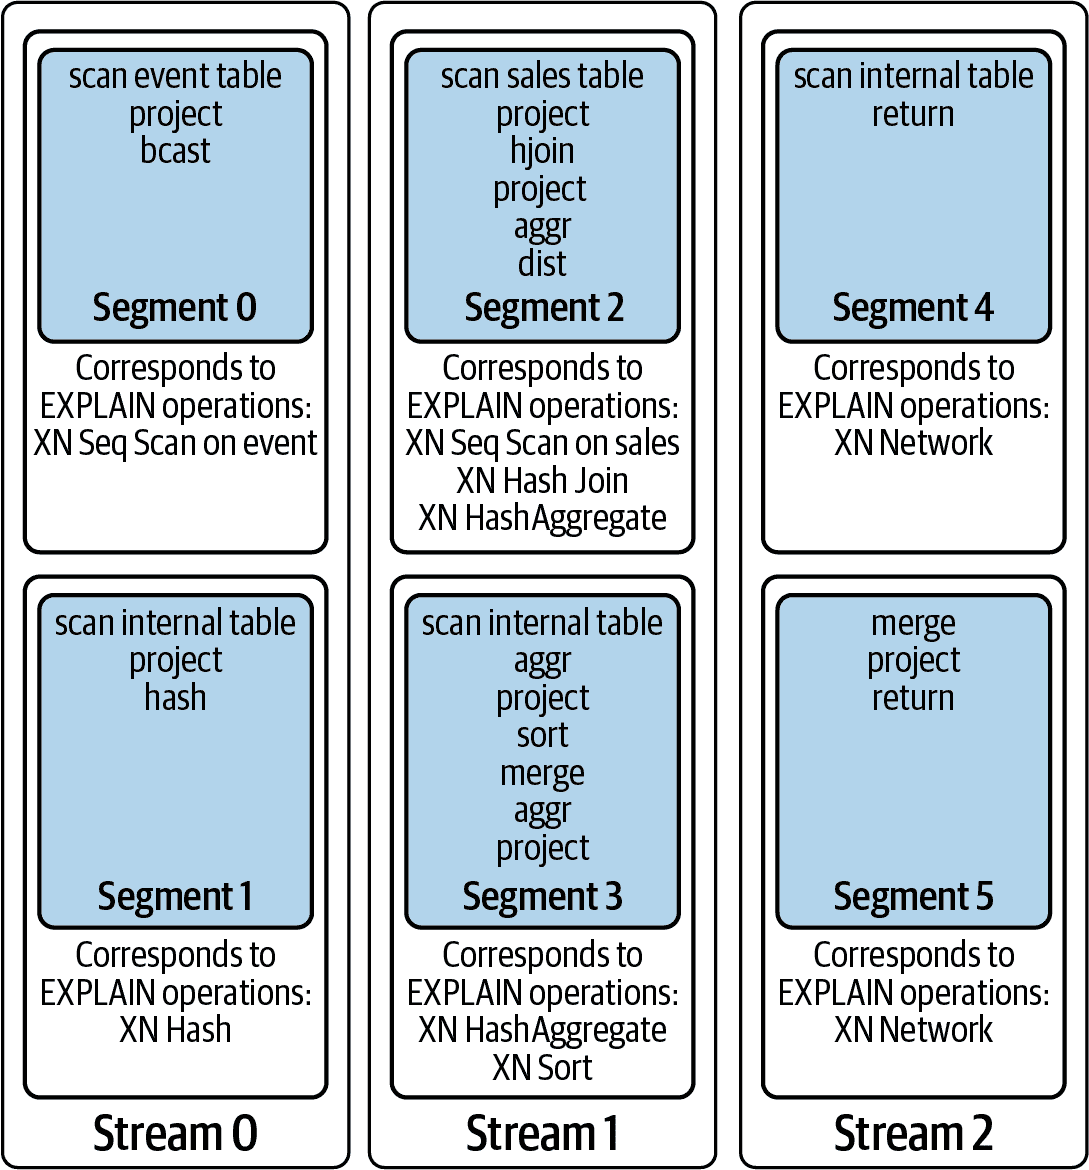 scan event table
project
bcast
Segment 0
Corresponds to
EXPLAIN operations:
XN Seq Scan on event
scan internal table
project
hash
Segment 1
Corresponds to
EXPLAIN operations:
XN Hash
Stream 0
scan sales table
project
hjoin
project
aggr
dist
Segment 2
Corresponds to
EXPLAIN operations:
XN Seq Scan on sales
XN Hash Join
XN HashAggregate
scan internal table
aggr
project
sort
merge
aggr
project
Segment 3
Corresponds to
EXPLAIN operations:
XN HashAggregate
XN Sort
Stream 1
scan internal table
return
Segment 4
Corresponds to
EXPLAIN operations:
XN Network
merge
project
return
Segment 5
Corresponds to
EXPLAIN operations:
XN Network
Stream 2